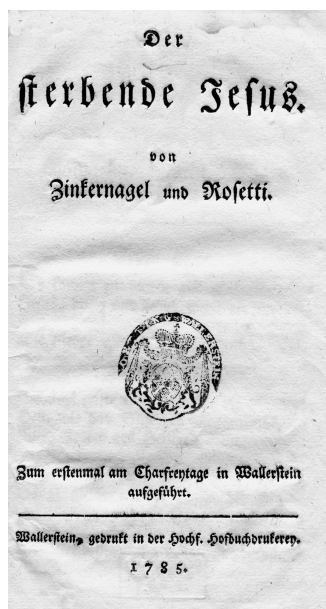 Der
sterbende Jesus.
von
Zinkernagel und Rosetti.
Zum erstenmal am Charfreytage in Wallerstein
aufgeführt.
Wallerstein, gedrukt in der Hochf. Hofbuchdrukerey.
1785.